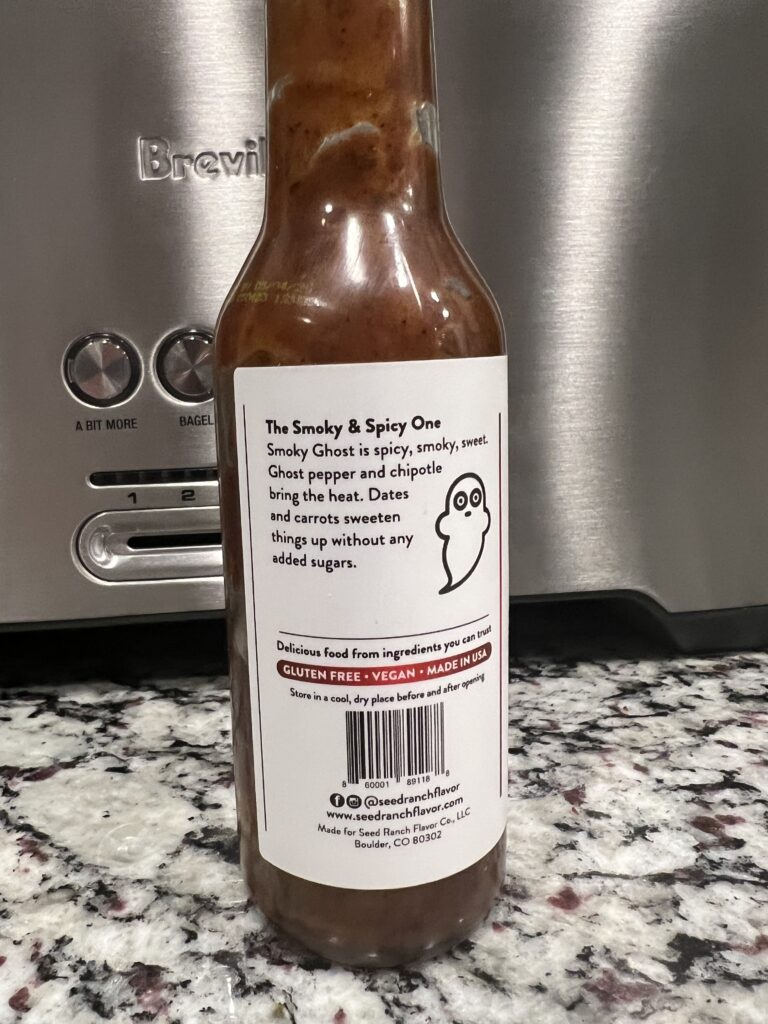 Brevil
A BIT MORE
BAGEL
1 2
The Smoky & Spicy One
Smoky Ghost is spicy, smoky, sweet.
Ghost pepper and chipotle
bring the heat. Dates
and carrots sweeten
things up without any
added sugars.
Delicious food from ingredients you can trust
GLUTEN FREE • VEGAN • MADE IN USA
Store in a cool, dry place before and after opening
8 60001 89118 8
@seedranchflavor
www.seedranchflavor.com
Made for Seed Ranch Flavor Co., LLC
Boulder, CO 80302